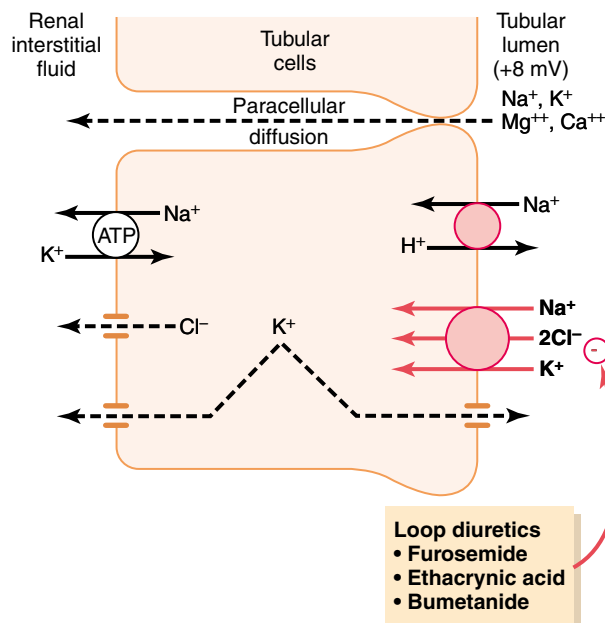 Renal
interstitial
fluid
Tubular
cells
Tubular
lumen
(+8 mV)
Paracellular
diffusion
Na⁺, K⁺
Mg⁺⁺, Ca⁺⁺
Na⁺
ATP
K⁺
Na⁺
H⁺
Cl⁻
K⁺
Na⁺
2Cl⁻
K⁺
-
Loop diuretics
• Furosemide
• Ethacrynic acid
• Bumetanide